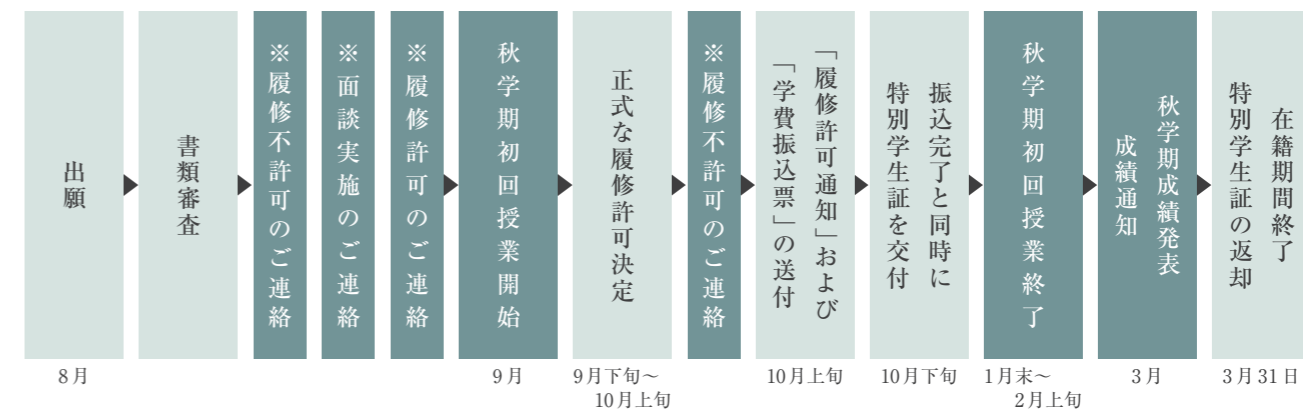 出願
書類審査
※履修不許可のご連絡
※面談実施のご連絡
※履修許可のご連絡
秋学期初回授業開始
正式な履修許可決定
※履修不許可のご連絡
「履修許可通知」および
「学費振込票」の送付
振込完了と同時に
特別学生証を交付
秋学期初回授業終了
秋学期成績発表
成績通知
在籍期間終了
特別学生証の返却
8月
9月
9月下旬～
10月上旬
10月上旬
10月下旬
1月末～
2月上旬
3月
3月31日